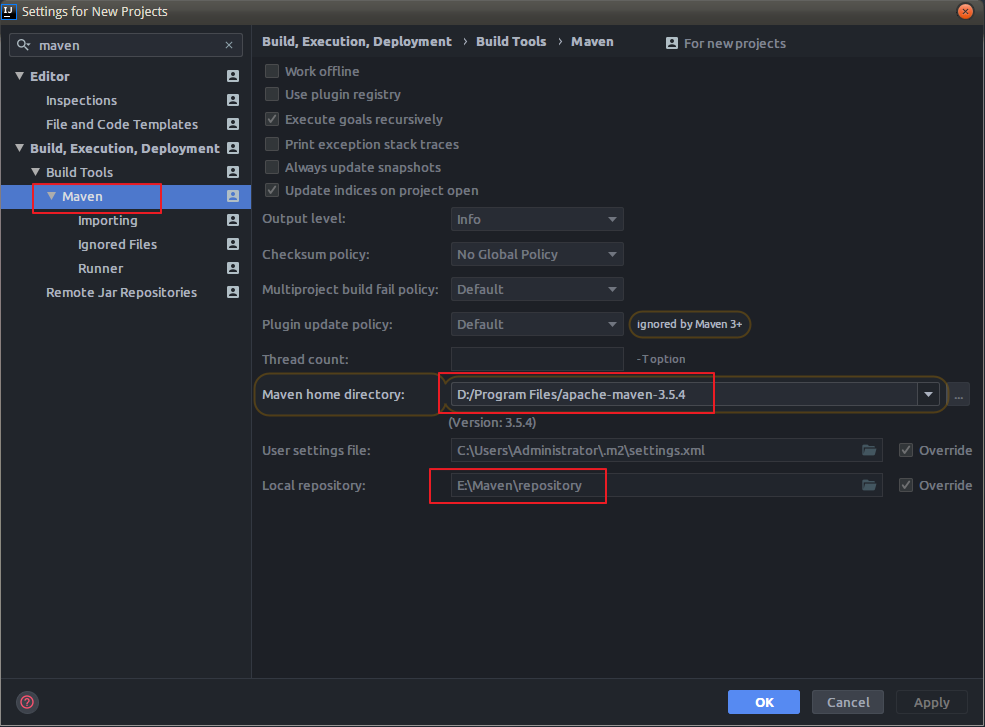 IJ Settings for New Projects
maven
Editor
Inspections
File and Code Templates
Build, Execution, Deployment
Build Tools
Maven
Importing
Ignored Files
Runner
Remote Jar Repositories
Build, Execution, Deployment › Build Tools › Maven For new projects
Work offline
Use plugin registry
Execute goals recursively
Print exception stack traces
Always update snapshots
Update indices on project open
Output level: Info
Checksum policy: No Global Policy
Multiproject build fail policy: Default
Plugin update policy: Default ignored by Maven 3+
Thread count: -T option
Maven home directory: D:/Program Files/apache-maven-3.5.4 ...
(Version: 3.5.4)
User settings file: C:\Users\Administrator\.m2\settings.xml Override
Local repository: E:\Maven\repository Override
? OK Cancel Apply